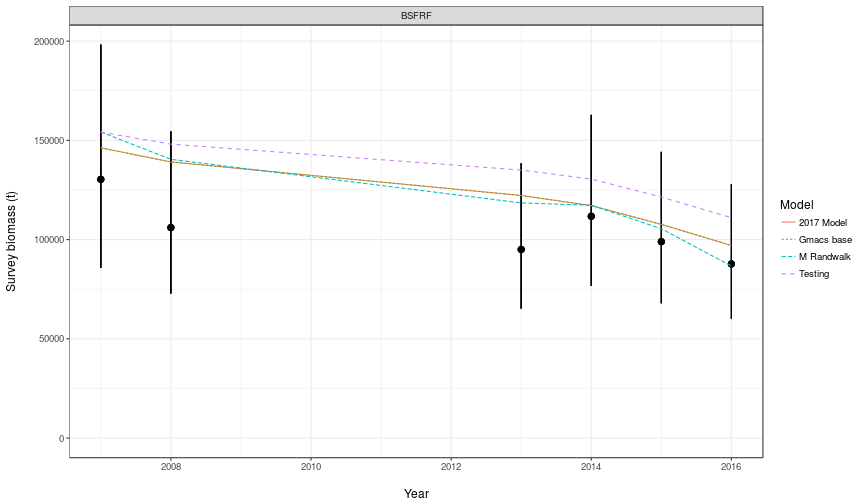 BSFRF
200000
150000
100000
50000
0
Survey biomass (t)
2008
2010
2012
2014
2016
Year
Model
2017 Model
Gmacs base
M Randwalk
Testing